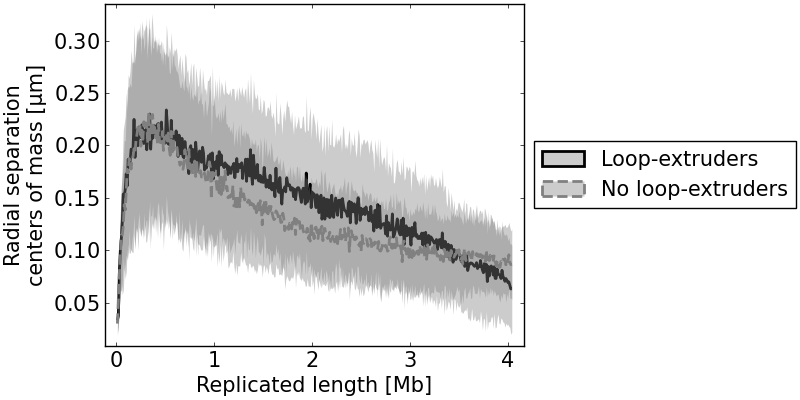 Radial separation
centers of mass [μm]
0.30
0.25
0.20
0.15
0.10
0.05
0 1 2 3 4
Replicated length [Mb]
Loop-extruders
No loop-extruders